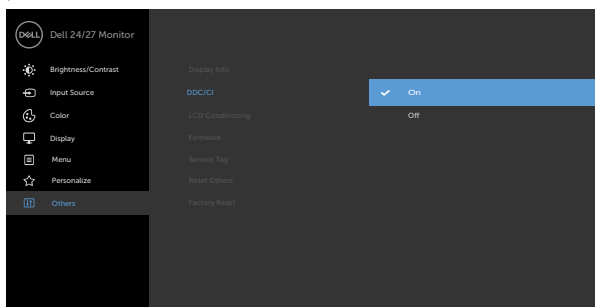 DELL Dell 24/27 Monitor
Brightness/Contrast
Input Source
Color
Display
Menu
Personalize
Others
Display Info
DDC/CI
LCD Conditioning
Firmware
Service Tag
Reset Others
Factory Reset
On
Off